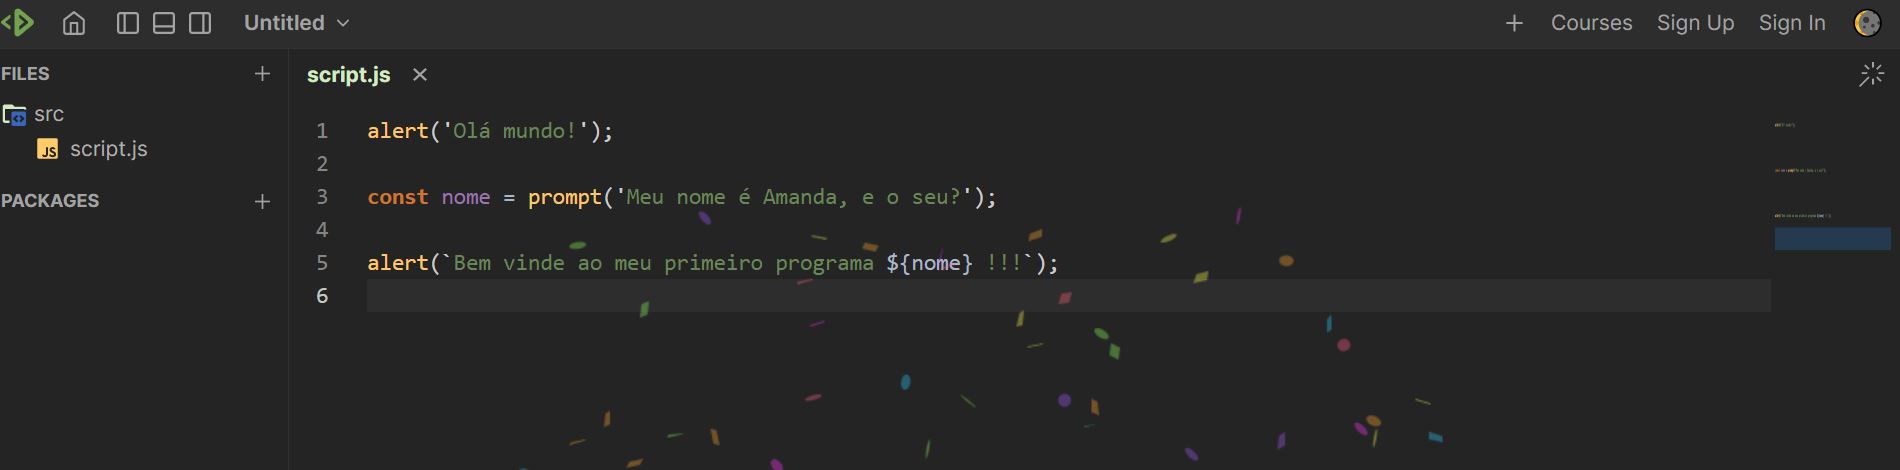 Untitled
Courses Sign Up Sign In
FILES
src
JS script.js
PACKAGES
script.js
1 alert('Olá mundo!');
2
3 const nome = prompt('Meu nome é Amanda, e o seu?');
4
5 alert(`Bem vinde ao meu primeiro programa ${nome} !!!`);
6